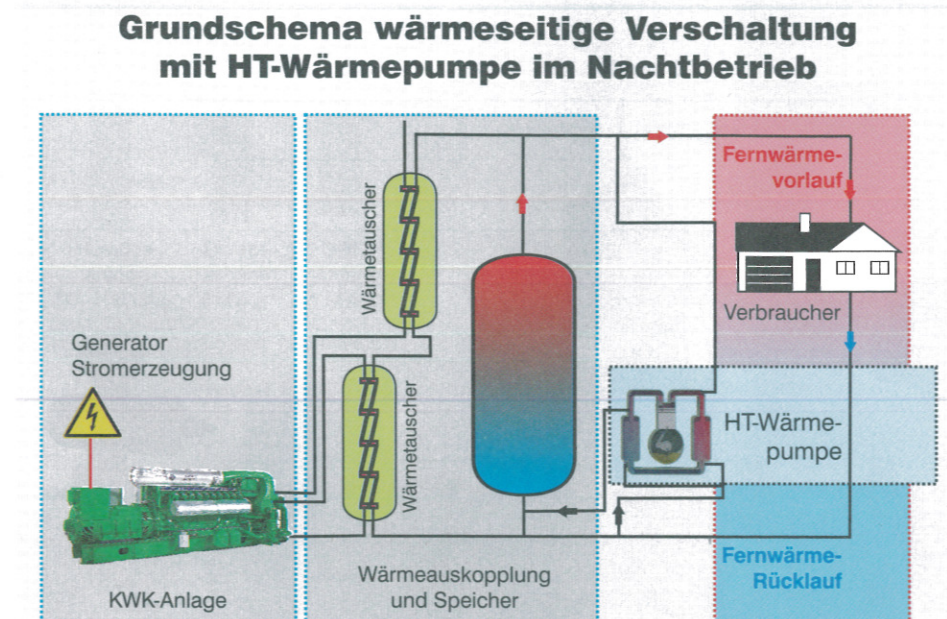 Grundschema wärmeseitige Verschaltung
mit HT-Wärmepumpe im Nachtbetrieb
Fernwärme-
vorlauf
Wärmetauscher
Verbraucher
Generator
Stromerzeugung
Wärmetauscher
HT-Wärme-
pumpe
Fernwärme-
Rücklauf
Wärmeauskopplung
und Speicher
KWK-Anlage